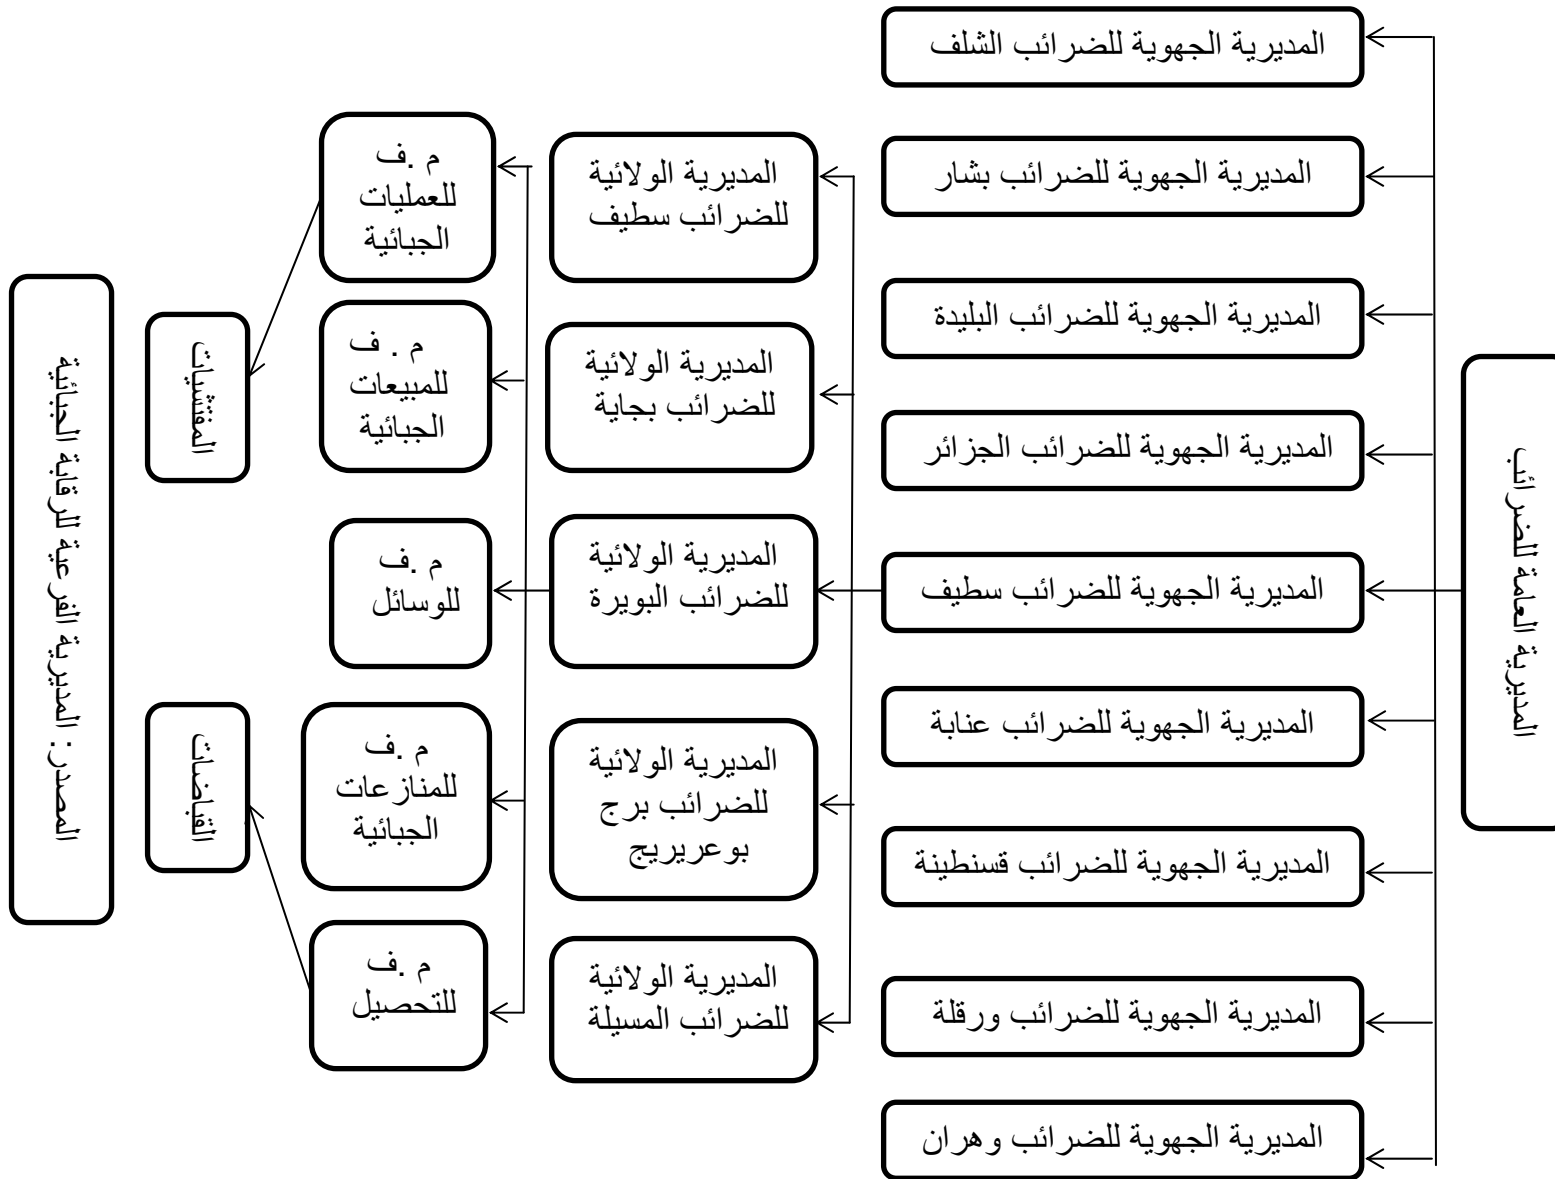 المديرية العامة للضرائب
المديرية الجهوية للضرائب الشلف
المديرية الجهوية للضرائب بشار
المديرية الجهوية للضرائب البليدة
المديرية الجهوية للضرائب الجزائر
المديرية الجهوية للضرائب سطيف
المديرية الجهوية للضرائب عنابة
المديرية الجهوية للضرائب قسنطينة
المديرية الجهوية للضرائب ورقلة
المديرية الجهوية للضرائب وهران
المديرية الولائية
للضرائب سطيف
المديرية الولائية
للضرائب بجاية
المديرية الولائية
للضرائب البويرة
المديرية الولائية
للضرائب برج
بوعريريج
المديرية الولائية
للضرائب المسيلة
م .ف
للعمليات
الجبائية
م . ف
للمبيعات
الجبائية
م .ف
للوسائل
م .ف
للمنازعات
الجبائية
م .ف
للتحصيل
المفتشيات
القباضات
المصدر: المديرية الفرعية للرقابة الجبائية